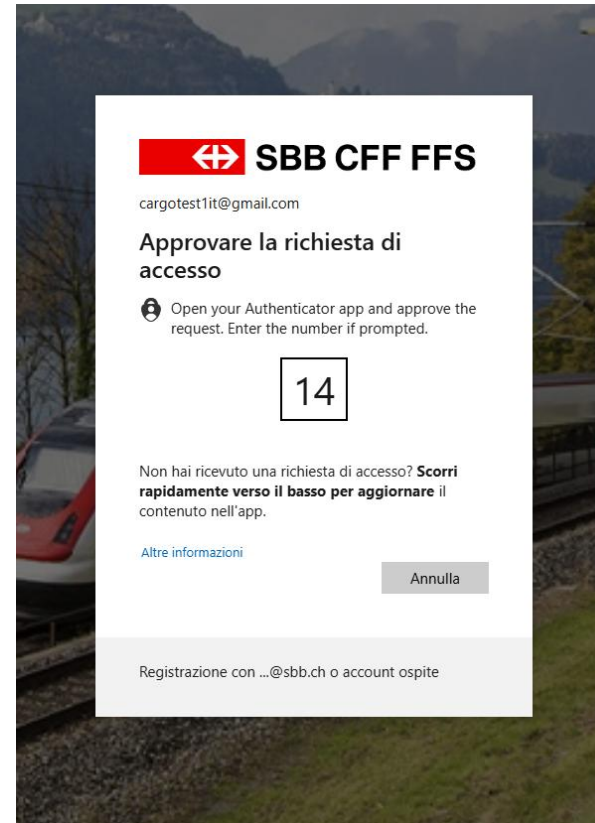 SBB CFF FFS
cargotest1it@gmail.com
Approvare la richiesta di
accesso
Open your Authenticator app and approve the
request. Enter the number if prompted.
14
Non hai ricevuto una richiesta di accesso? Scorri
rapidamente verso il basso per aggiornare il
contenuto nell'app.
Altre informazioni
Annulla
Registrazione con ...@sbb.ch o account ospite